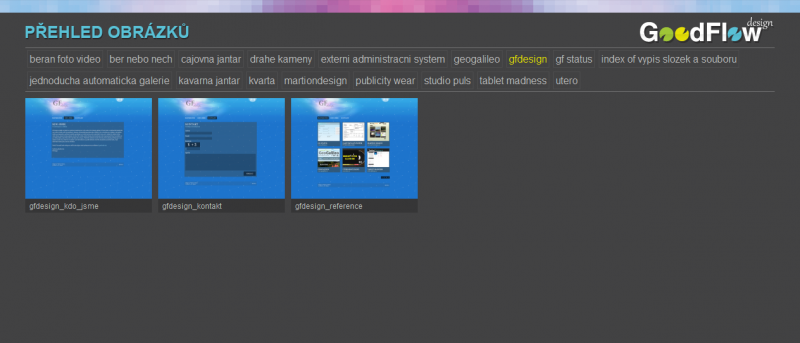 PŘEHLED OBRÁZKŮ
GoodFlow design
beran foto video ber nebo nech cajovna jantar drahe kameny externi administracni system geogalileo gfdesign gf status index of vypis slozek a souboru
jednoducha automaticka galerie kavarna jantar kvarta martiondesign publicity wear studio puls tablet madness utero
gfdesign_kdo_jsme gfdesign_kontakt gfdesign_reference